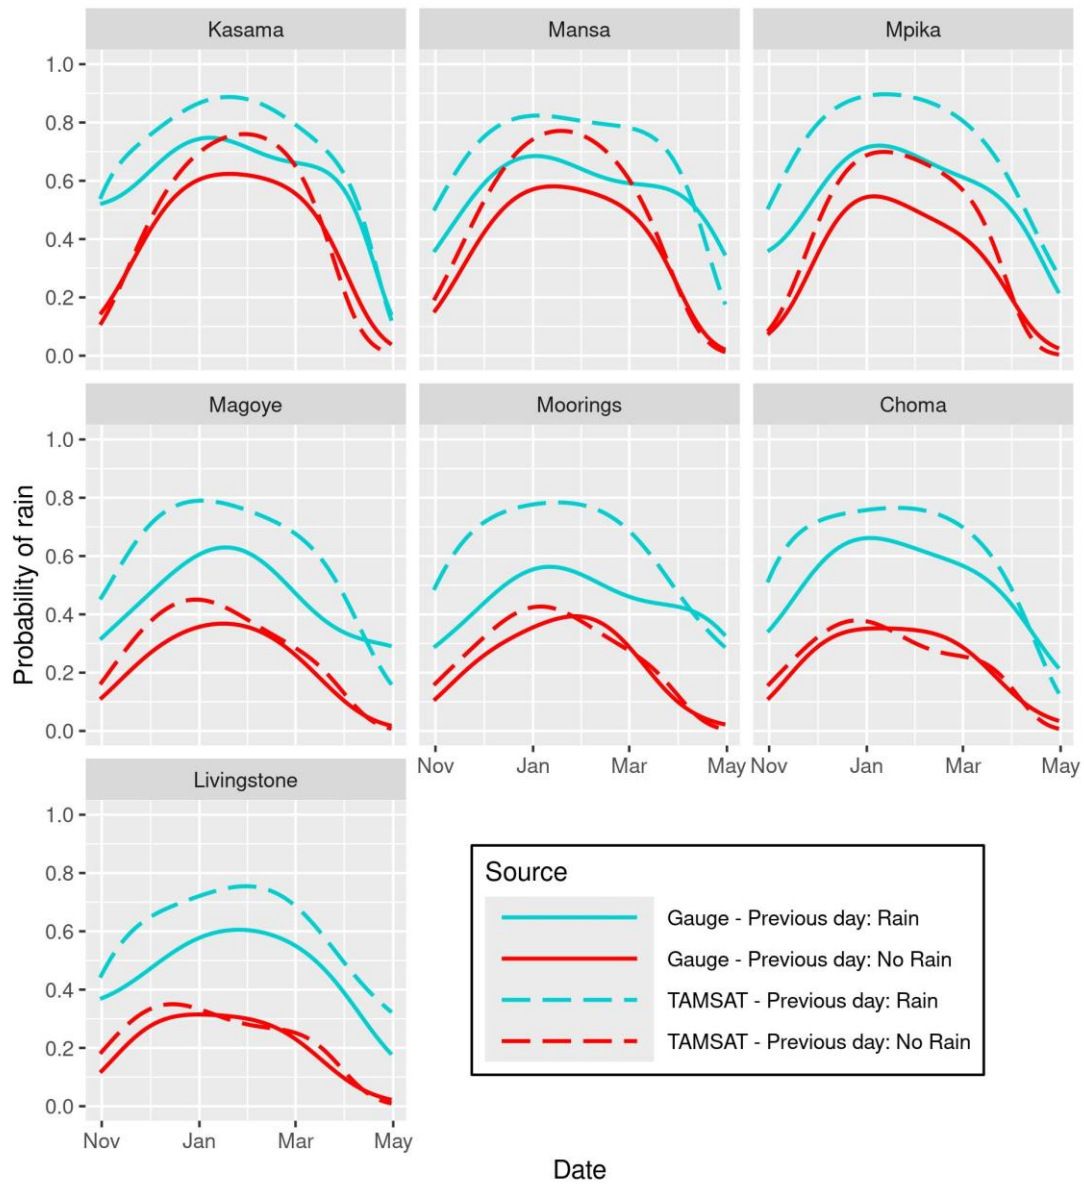 Kasama
Mansa
Mpika
1.0
0.8
0.6
0.4
0.2
0.0
Magoye
Moorings
Choma
1.0
0.8
0.6
0.4
0.2
0.0
Nov
Jan
Mar
May
Nov
Jan
Mar
May
Livingstone
1.0
0.8
0.6
0.4
0.2
0.0
Nov
Jan
Mar
May
Probability of rain
Date
Source
Gauge - Previous day: Rain
Gauge - Previous day: No Rain
TAMSAT - Previous day: Rain
TAMSAT - Previous day: No Rain